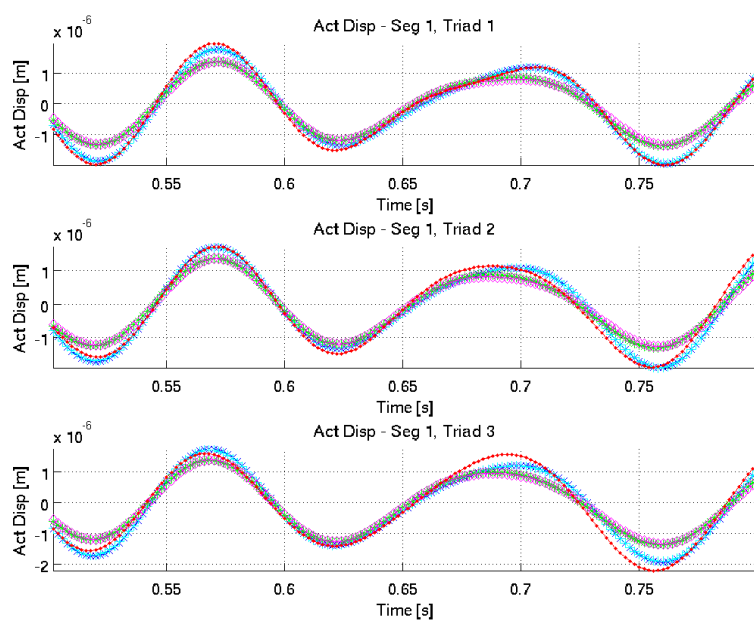 x 10^-6
Act Disp - Seg 1, Triad 1
Act Disp [m]
1
0
-1
0.55 0.6 0.65 0.7 0.75
Time [s]
x 10^-6
Act Disp - Seg 1, Triad 2
Act Disp [m]
1
0
-1
0.55 0.6 0.65 0.7 0.75
Time [s]
x 10^-6
Act Disp - Seg 1, Triad 3
Act Disp [m]
1
0
-1
-2
0.55 0.6 0.65 0.7 0.75
Time [s]